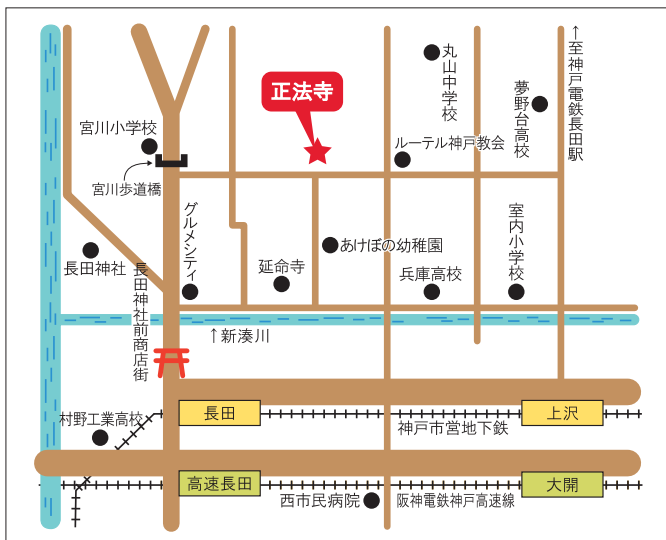 正法寺
丸山中学校
夢野台高校
↑至神戸電鉄長田駅
宮川小学校
ルーテル神戸教会
宮川歩道橋
グルメシティ
あけぼの幼稚園
室内小学校
長田神社
延命寺
兵庫高校
長田神社前商店街
↑新湊川
長田
上沢
村野工業高校
神戸市営地下鉄
高速長田
大開
西市民病院
阪神電鉄神戸高速線